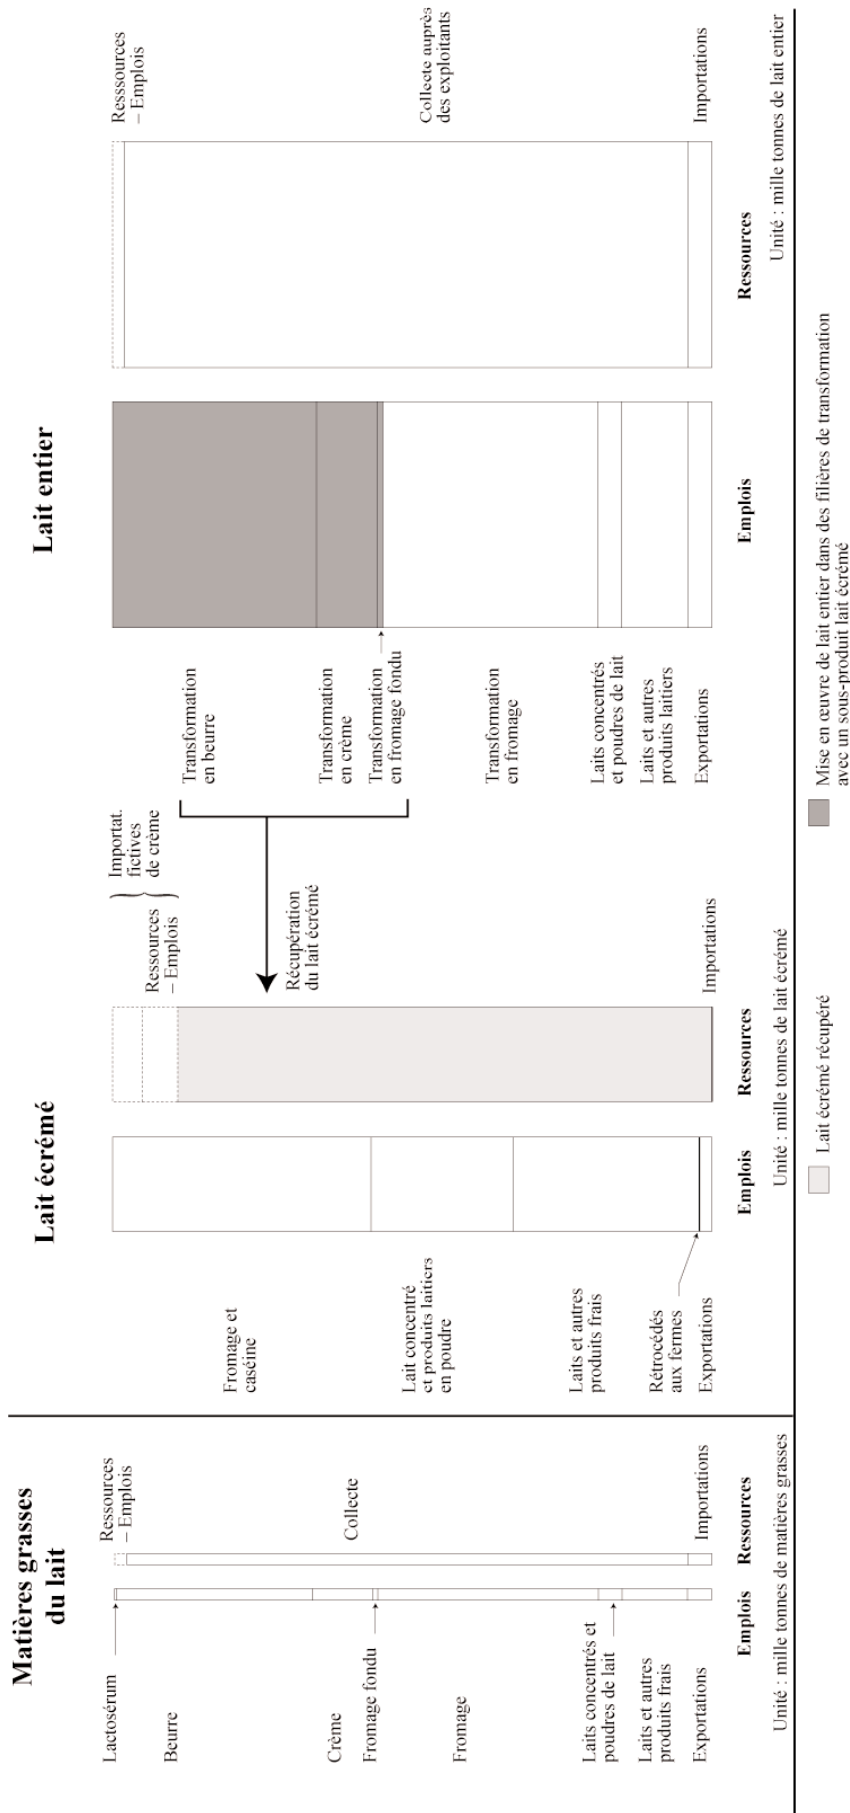 Matières grasses
du lait
Lait écrémé
Lait entier
Lactosérum
Beurre
Crème
Fromage fondu
Fromage
Laits concentrés et
poudres de lait
Laits et autres
produits frais
Exportations
Emplois
Ressources
– Emplois
Collecte
Importations
Ressources
Unité : mille tonnes de matières grasses
Fromage et
caséine
Lait concentré
et produits laitiers
en poudre
Laits et autres
produits frais
Rétrocédés
aux fermes
Exportations
Emplois
Importat.
fictives
de crème
Ressources
– Emplois
Récupération
du lait écrémé
Importations
Ressources
Unité : mille tonnes de lait écrémé
Transformation
en beurre
Transformation
en crème
Transformation
en fromage fondu
Transformation
en fromage
Laits concentrés
et poudres de lait
Laits et autres
produits laitiers
Exportations
Emplois
Resssources
– Emplois
Collecte auprès
des exploitants
Importations
Ressources
Unité : mille tonnes de lait entier
Lait écrémé récupéré
Mise en œuvre de lait entier dans des filières de transformation
avec un sous-produit lait écrémé